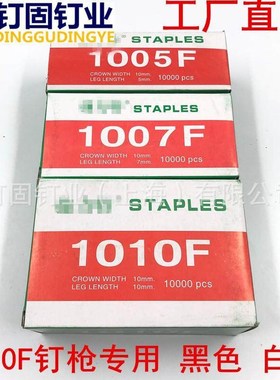 钉固钉业
DINGGUDINGYE
工厂直
STAPLES
1005F
CROWN WIDTH 10mm.
LEG LENGTH 5mm.
10000 pcs
STAPLES
1007F
CROWN WIDTH 10mm.
LEG LENGTH 7mm.
10000 pcs
STAPLES
1010F
CROWN WIDTH 10mm.
LEG LENGTH 10mm.
10000 pcs
10F钉枪专用 黑色 白